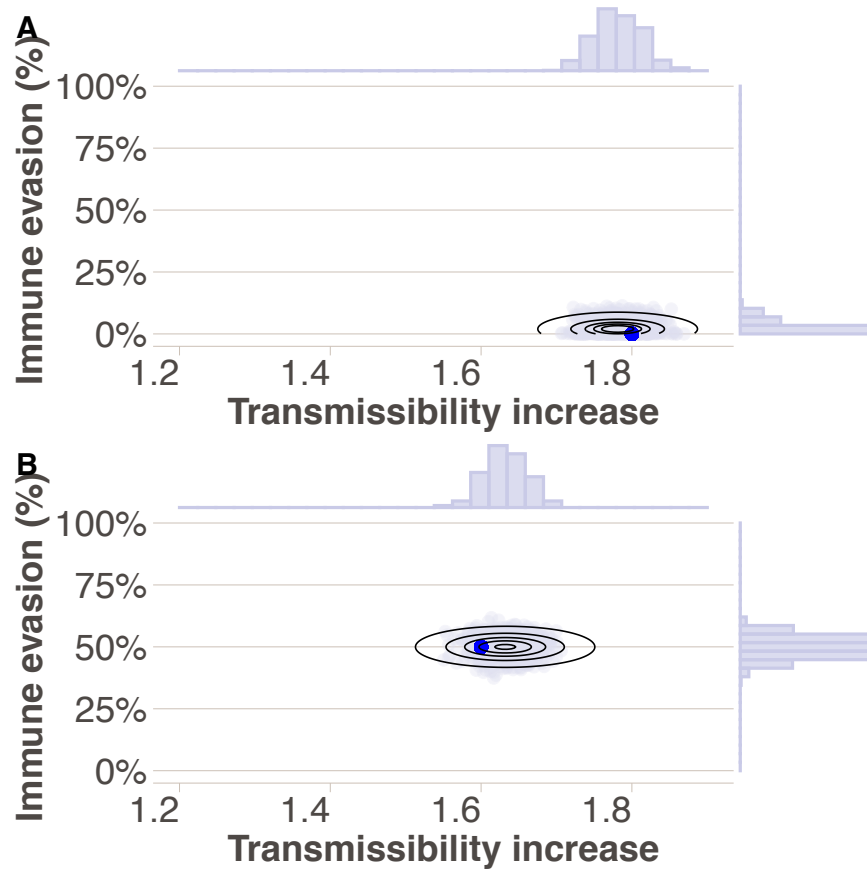 A
Immune evasion (%)
100%
75%
50%
25%
0%
1.2 1.4 1.6 1.8
Transmissibility increase
B
Immune evasion (%)
100%
75%
50%
25%
0%
1.2 1.4 1.6 1.8
Transmissibility increase